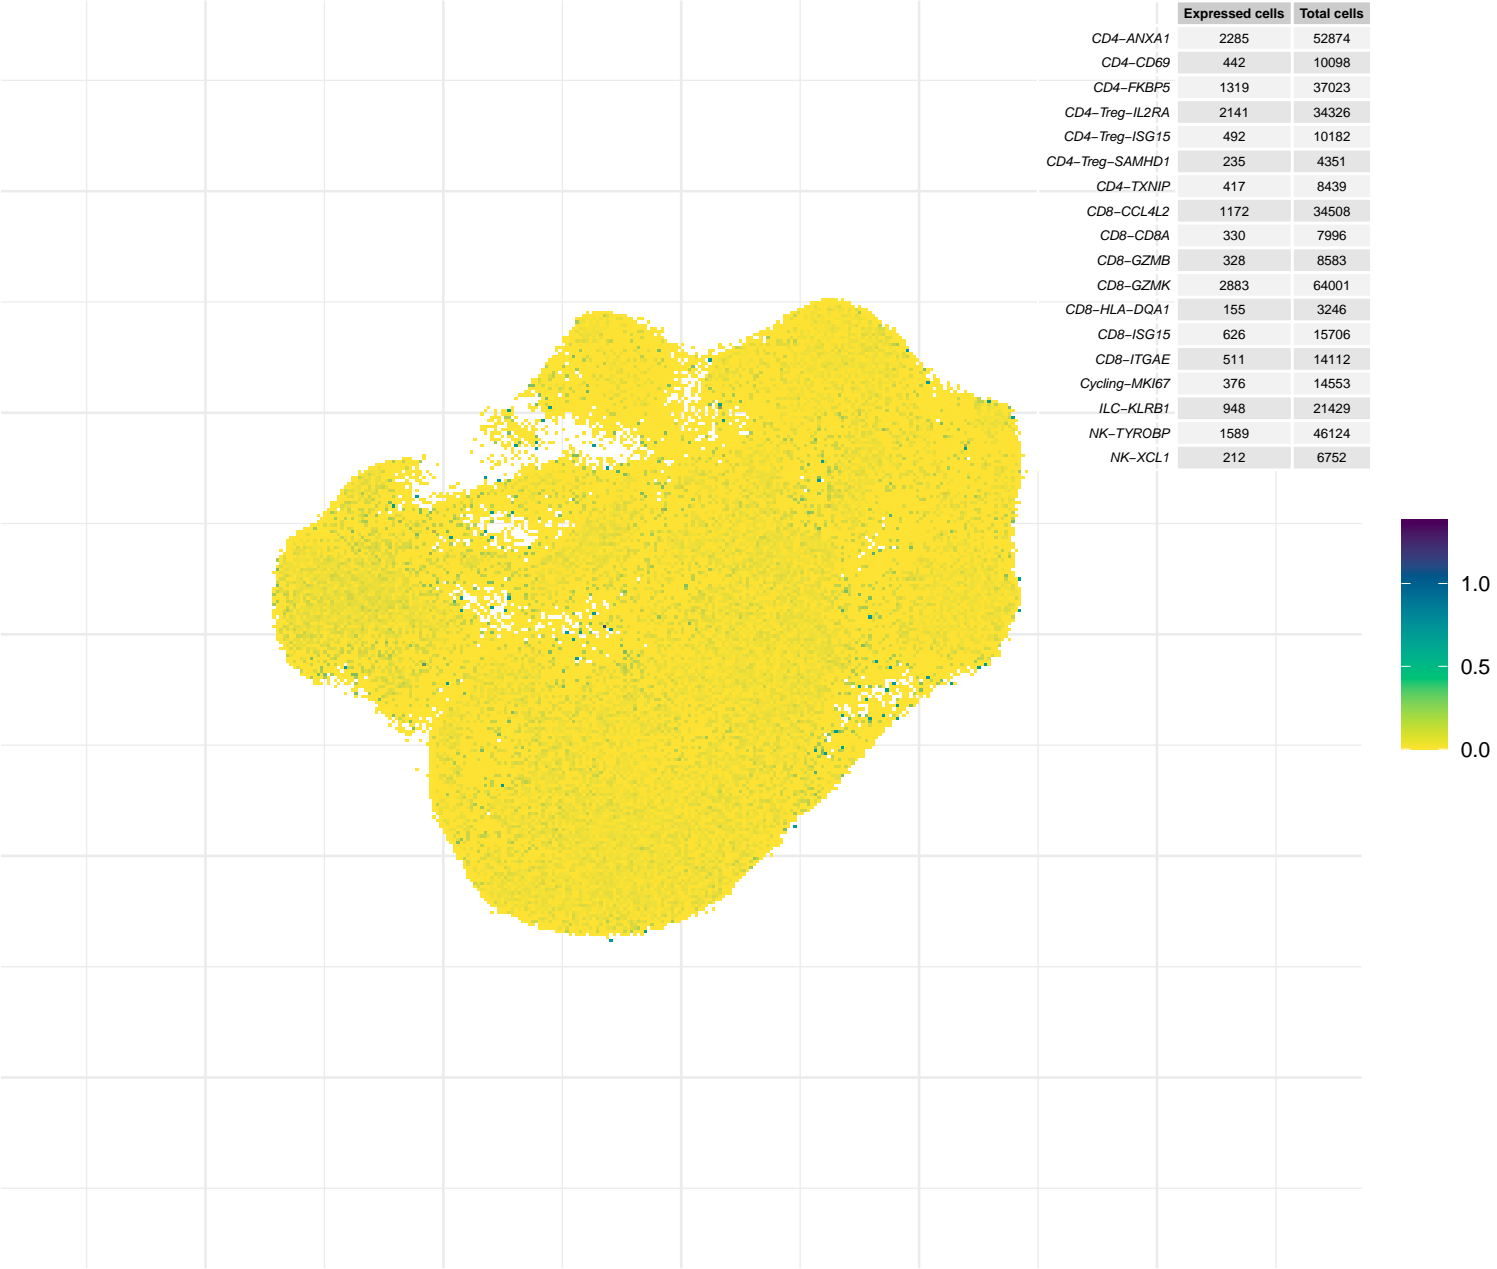 Expressed cells Total cells
CD4−ANXA1 2285 52874
CD4−CD69 442 10098
CD4−FKBP5 1319 37023
CD4−Treg−IL2RA 2141 34326
CD4−Treg−ISG15 492 10182
CD4−Treg−SAMHD1 235 4351
CD4−TXNIP 417 8439
CD8−CCL4L2 1172 34508
CD8−CD8A 330 7996
CD8−GZMB 328 8583
CD8−GZMK 2883 64001
CD8−HLA−DQA1 155 3246
CD8−ISG15 626 15706
CD8−ITGAE 511 14112
Cycling−MKI67 376 14553
ILC−KLRB1 948 21429
NK−TYROBP 1589 46124
NK−XCL1 212 6752
1.0
0.5
0.0